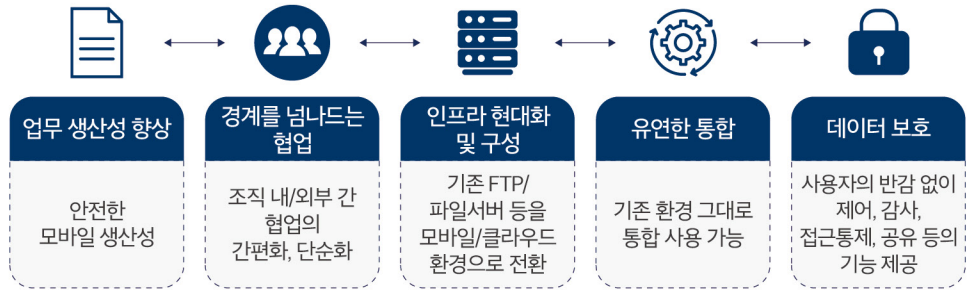 업무 생산성 향상
안전한
모바일 생산성
경계를 넘나드는
협업
조직 내/외부 간
협업의
간편화, 단순화
인프라 현대화
및 구성
기존 FTP/
파일서버 등을
모바일/클라우드
환경으로 전환
유연한 통합
기존 환경 그대로
통합 사용 가능
데이터 보호
사용자의 반감 없이
제어, 감사,
접근통제, 공유 등의
기능 제공